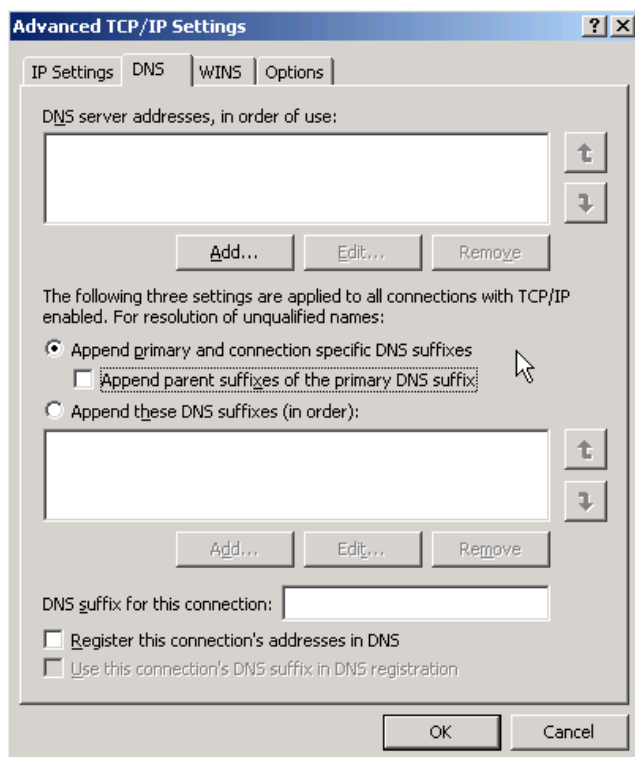 Advanced TCP/IP Settings
IP Settings DNS WINS Options
DNS server addresses, in order of use:
Add... Edit... Remove
The following three settings are applied to all connections with TCP/IP
enabled. For resolution of unqualified names:
Append primary and connection specific DNS suffixes
Append parent suffixes of the primary DNS suffix
Append these DNS suffixes (in order):
Add... Edit... Remove
DNS suffix for this connection:
Register this connection's addresses in DNS
Use this connection's DNS suffix in DNS registration
OK Cancel